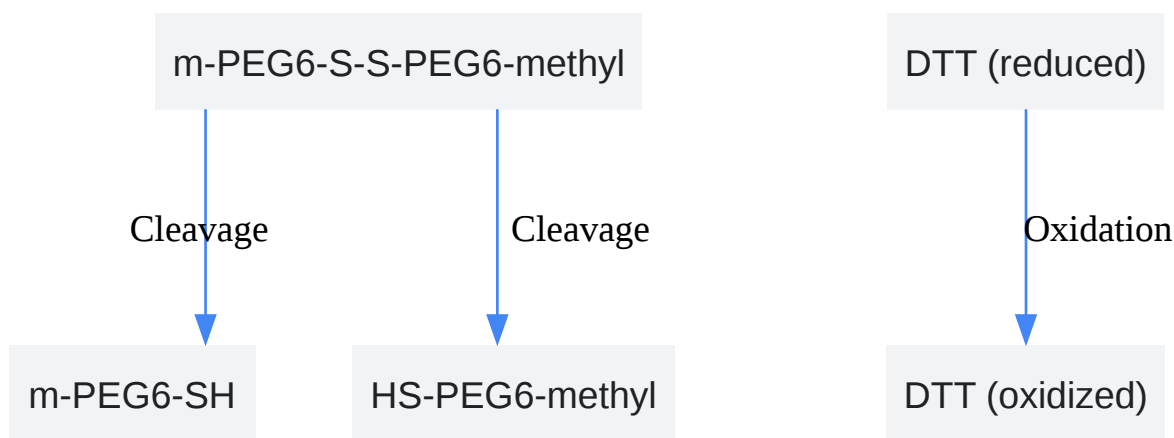 m-PEG6-S-S-PEG6-methyl
DTT (reduced)
Cleavage
Cleavage
Oxidation
m-PEG6-SH
HS-PEG6-methyl
DTT (oxidized)